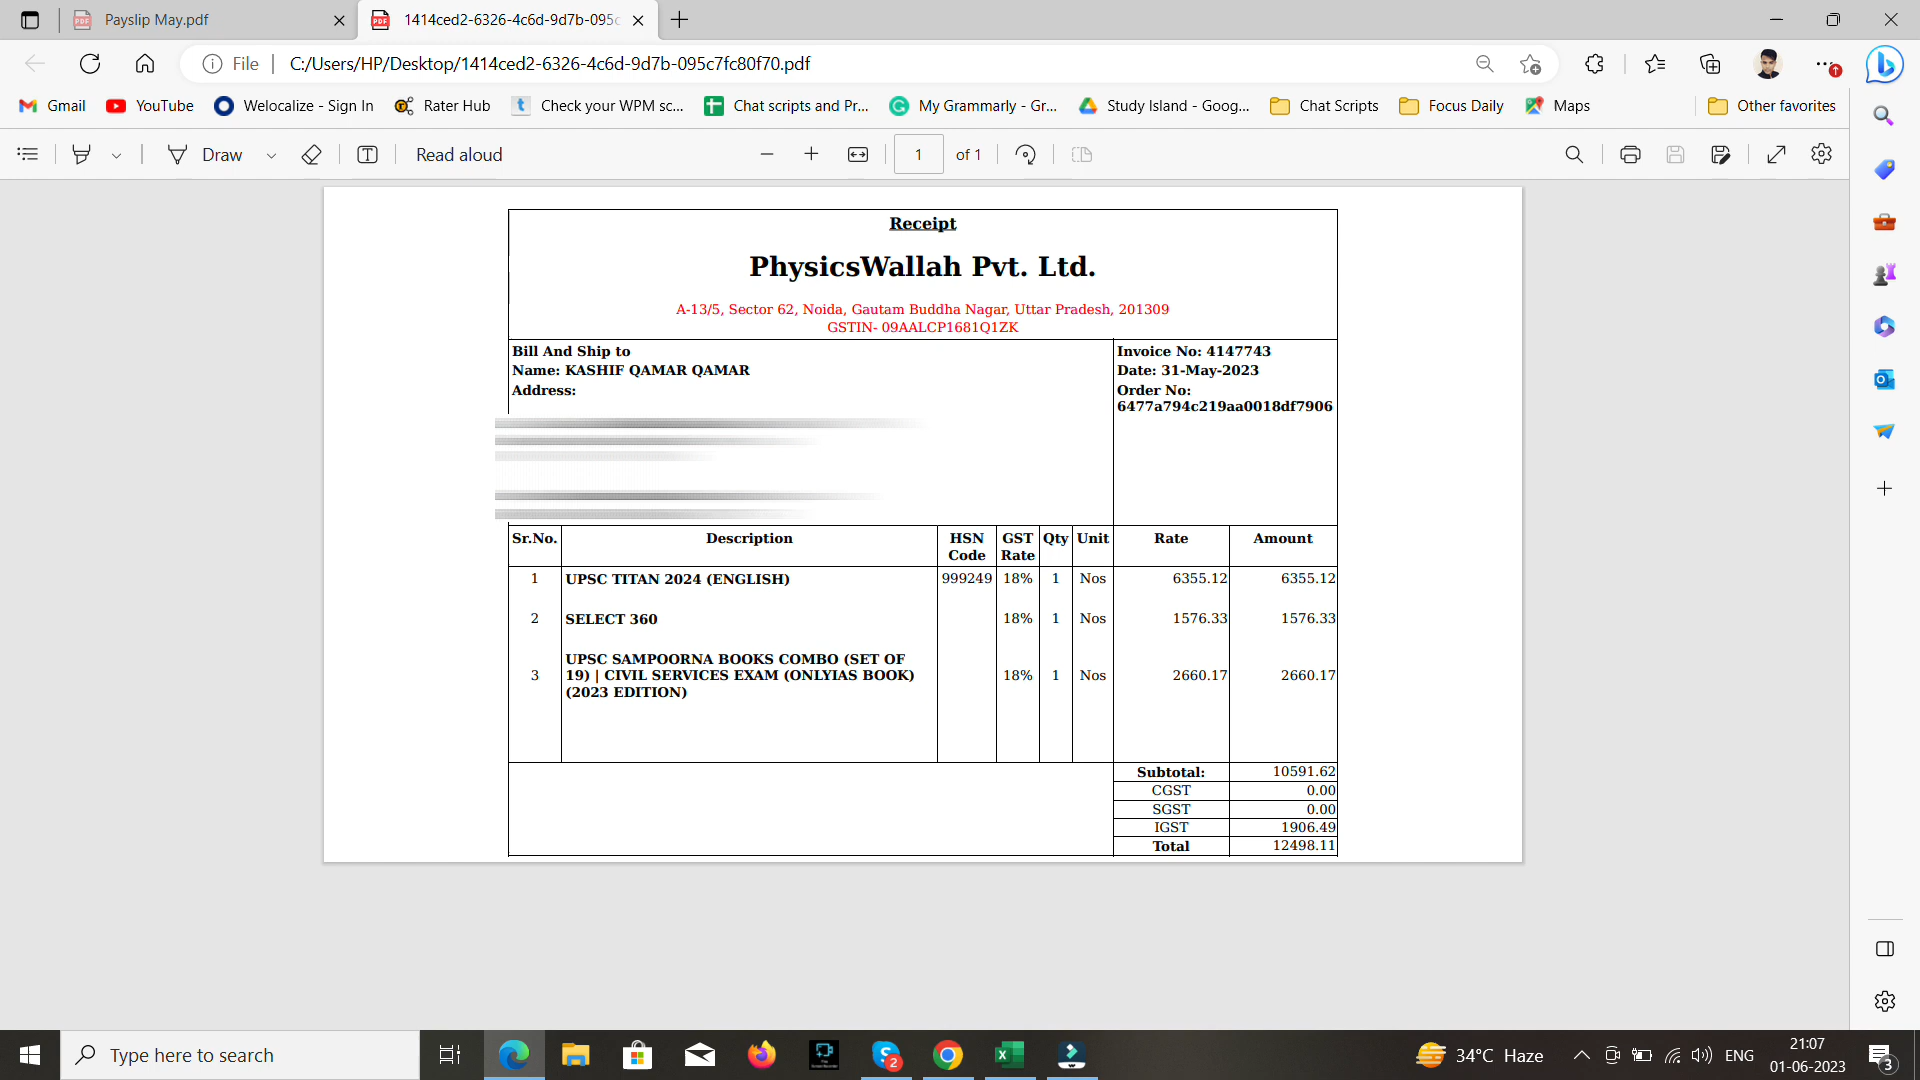 Payslip May.pdf
1414ced2-6326-4c6d-9d7b-095c
File
C:/Users/HP/Desktop/1414ced2-6326-4c6d-9d7b-095c7fc80f70.pdf
Gmail YouTube Welocalize - Sign In Rater Hub Check your WPM sc... Chat scripts and Pr... My Grammarly - Gr... Study Island - Goog... Chat Scripts Focus Daily Maps Other favorites
Draw Read aloud 1 of 1
Receipt
PhysicsWallah Pvt. Ltd.
A-13/5, Sector 62, Noida, Gautam Buddha Nagar, Uttar Pradesh, 201309
GSTIN- 09AALCP1681Q1ZK
Bill And Ship to
Name: KASHIF QAMAR QAMAR
Address:
Invoice No: 4147743
Date: 31-May-2023
Order No:
6477a794c219aa0018df7906
Sr.No. Description HSN Code GST Rate Qty Unit Rate Amount
1 UPSC TITAN 2024 (ENGLISH) 999249 18% 1 Nos 6355.12 6355.12
2 SELECT 360 18% 1 Nos 1576.33 1576.33
UPSC SAMPOORNA BOOKS COMBO (SET OF
3 19) | CIVIL SERVICES EXAM (ONLYIAS BOOK) 18% 1 Nos 2660.17 2660.17
(2023 EDITION)
Subtotal: 10591.62
CGST 0.00
SGST 0.00
IGST 1906.49
Total 12498.11
Type here to search
2
34°C Haze
ENG
21:07
01-06-2023
3